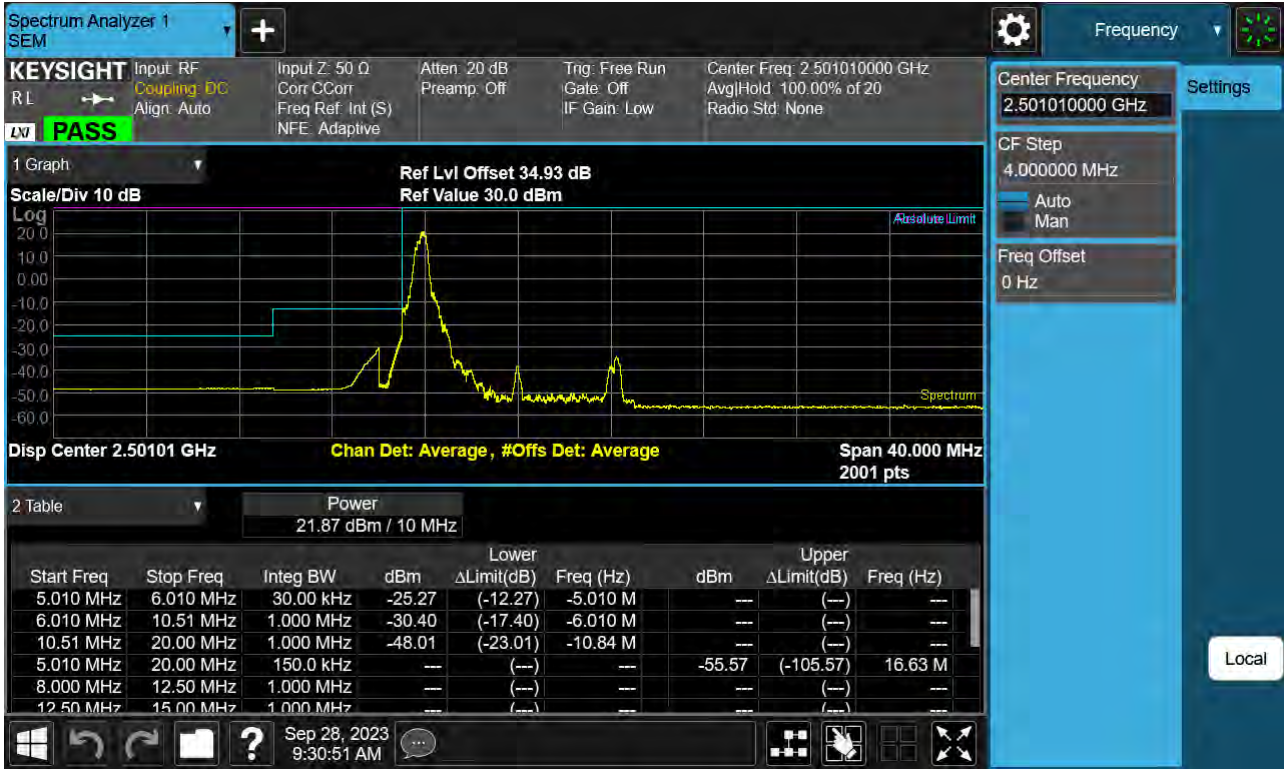 Spectrum Analyzer 1
SEM
+
Frequency
KEYSIGHT
RL
LXI
PASS
Input: RF
Coupling: DC
Align: Auto
Input Z: 50 Ω
Corr CCorr
Freq Ref: Int (S)
NFE: Adaptive
Atten: 20 dB
Preamp: Off
Trig: Free Run
Gate: Off
IF Gain: Low
Center Freq: 2.501010000 GHz
Avg|Hold: 100.00% of 20
Radio Std: None
Center Frequency
2.501010000 GHz
Settings
CF Step
4.000000 MHz
Auto
Man
Freq Offset
0 Hz
1 Graph
Scale/Div 10 dB
Ref Lvl Offset 34.93 dB
Ref Value 30.0 dBm
Log
Absolute Limit
20.0
10.0
0.00
-10.0
-20.0
-30.0
-40.0
-50.0
-60.0
Spectrum
Disp Center 2.50101 GHz
Chan Det: Average, #Offs Det: Average
Span 40.000 MHz
2001 pts
2 Table
Power
21.87 dBm / 10 MHz
Lower Upper
Start Freq Stop Freq Integ BW dBm ΔLimit(dB) Freq (Hz) dBm ΔLimit(dB) Freq (Hz)
5.010 MHz 6.010 MHz 30.00 kHz -25.27 (-12.27) -5.010 M --- (---) ---
6.010 MHz 10.51 MHz 1.000 MHz -30.40 (-17.40) -6.010 M --- (---) ---
10.51 MHz 20.00 MHz 1.000 MHz -48.01 (-23.01) -10.84 M --- (---) ---
5.010 MHz 20.00 MHz 150.0 kHz --- (---) --- -55.57 (-105.57) 16.63 M
8.000 MHz 12.50 MHz 1.000 MHz --- (---) --- --- (---) ---
12.50 MHz 15.00 MHz 1.000 MHz --- (---) --- --- (---) ---
Local
?
Sep 28, 2023
9:30:51 AM